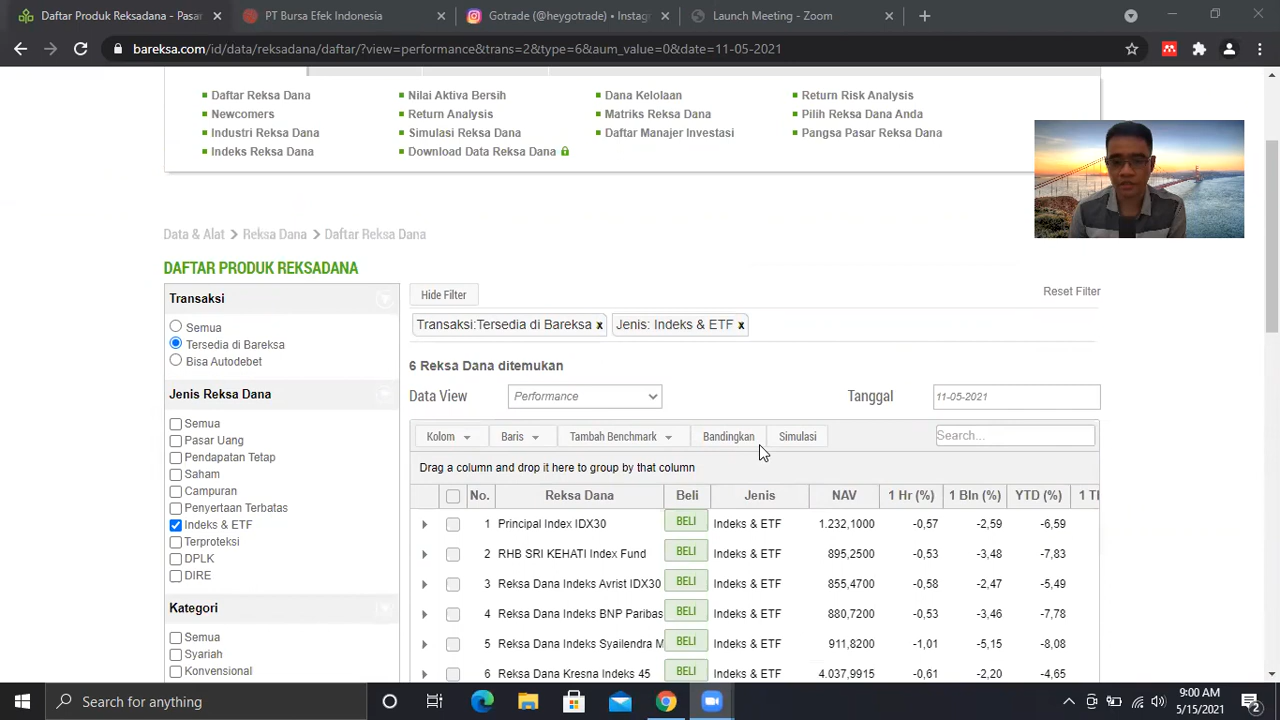 Daftar Produk Reksadana - Pasar
PT Bursa Efek Indonesia
Gotrade (@heygotrade) • Instag
Launch Meeting - Zoom
bareksa.com/id/data/reksadana/daftar/?view=performance&trans=2&type=6&aum_value=0&date=11-05-2021
Daftar Reksa Dana
Nilai Aktiva Bersih
Dana Kelolaan
Return Risk Analysis
Newcomers
Return Analysis
Matriks Reksa Dana
Pilih Reksa Dana Anda
Industri Reksa Dana
Simulasi Reksa Dana
Daftar Manajer Investasi
Pangsa Pasar Reksa Dana
Indeks Reksa Dana
Download Data Reksa Dana
Data & Alat > Reksa Dana > Daftar Reksa Dana
DAFTAR PRODUK REKSADANA
Transaksi
Semua
Tersedia di Bareksa
Bisa Autodebet
Jenis Reksa Dana
Semua
Pasar Uang
Pendapatan Tetap
Saham
Campuran
Penyertaan Terbatas
Indeks & ETF
Terproteksi
DPLK
DIRE
Kategori
Semua
Syariah
Konvensional
Hide Filter
Reset Filter
Transaksi:Tersedia di Bareksa x
Jenis: Indeks & ETF x
6 Reksa Dana ditemukan
Data View
Performance
Tanggal
11-05-2021
Kolom
Baris
Tambah Benchmark
Bandingkan
Simulasi
Search...
Drag a column and drop it here to group by that column
No. Reksa Dana Beli Jenis NAV 1 Hr (%) 1 Bln (%) YTD (%) 1 T
1 Principal Index IDX30 BELI Indeks & ETF 1.232,1000 -0,57 -2,59 -6,59
2 RHB SRI KEHATI Index Fund BELI Indeks & ETF 895,2500 -0,53 -3,48 -7,83
3 Reksa Dana Indeks Avrist IDX30 BELI Indeks & ETF 855,4700 -0,58 -2,47 -5,49
4 Reksa Dana Indeks BNP Paribas BELI Indeks & ETF 880,7200 -0,53 -3,46 -7,78
5 Reksa Dana Indeks Syailendra M BELI Indeks & ETF 911,8200 -1,01 -5,15 -8,08
6 Reksa Dana Kresna Indeks 45 BELI Indeks & ETF 4.037,9915 -0,61 -2,20 -4,65
Search for anything
9:00 AM
5/15/2021
2